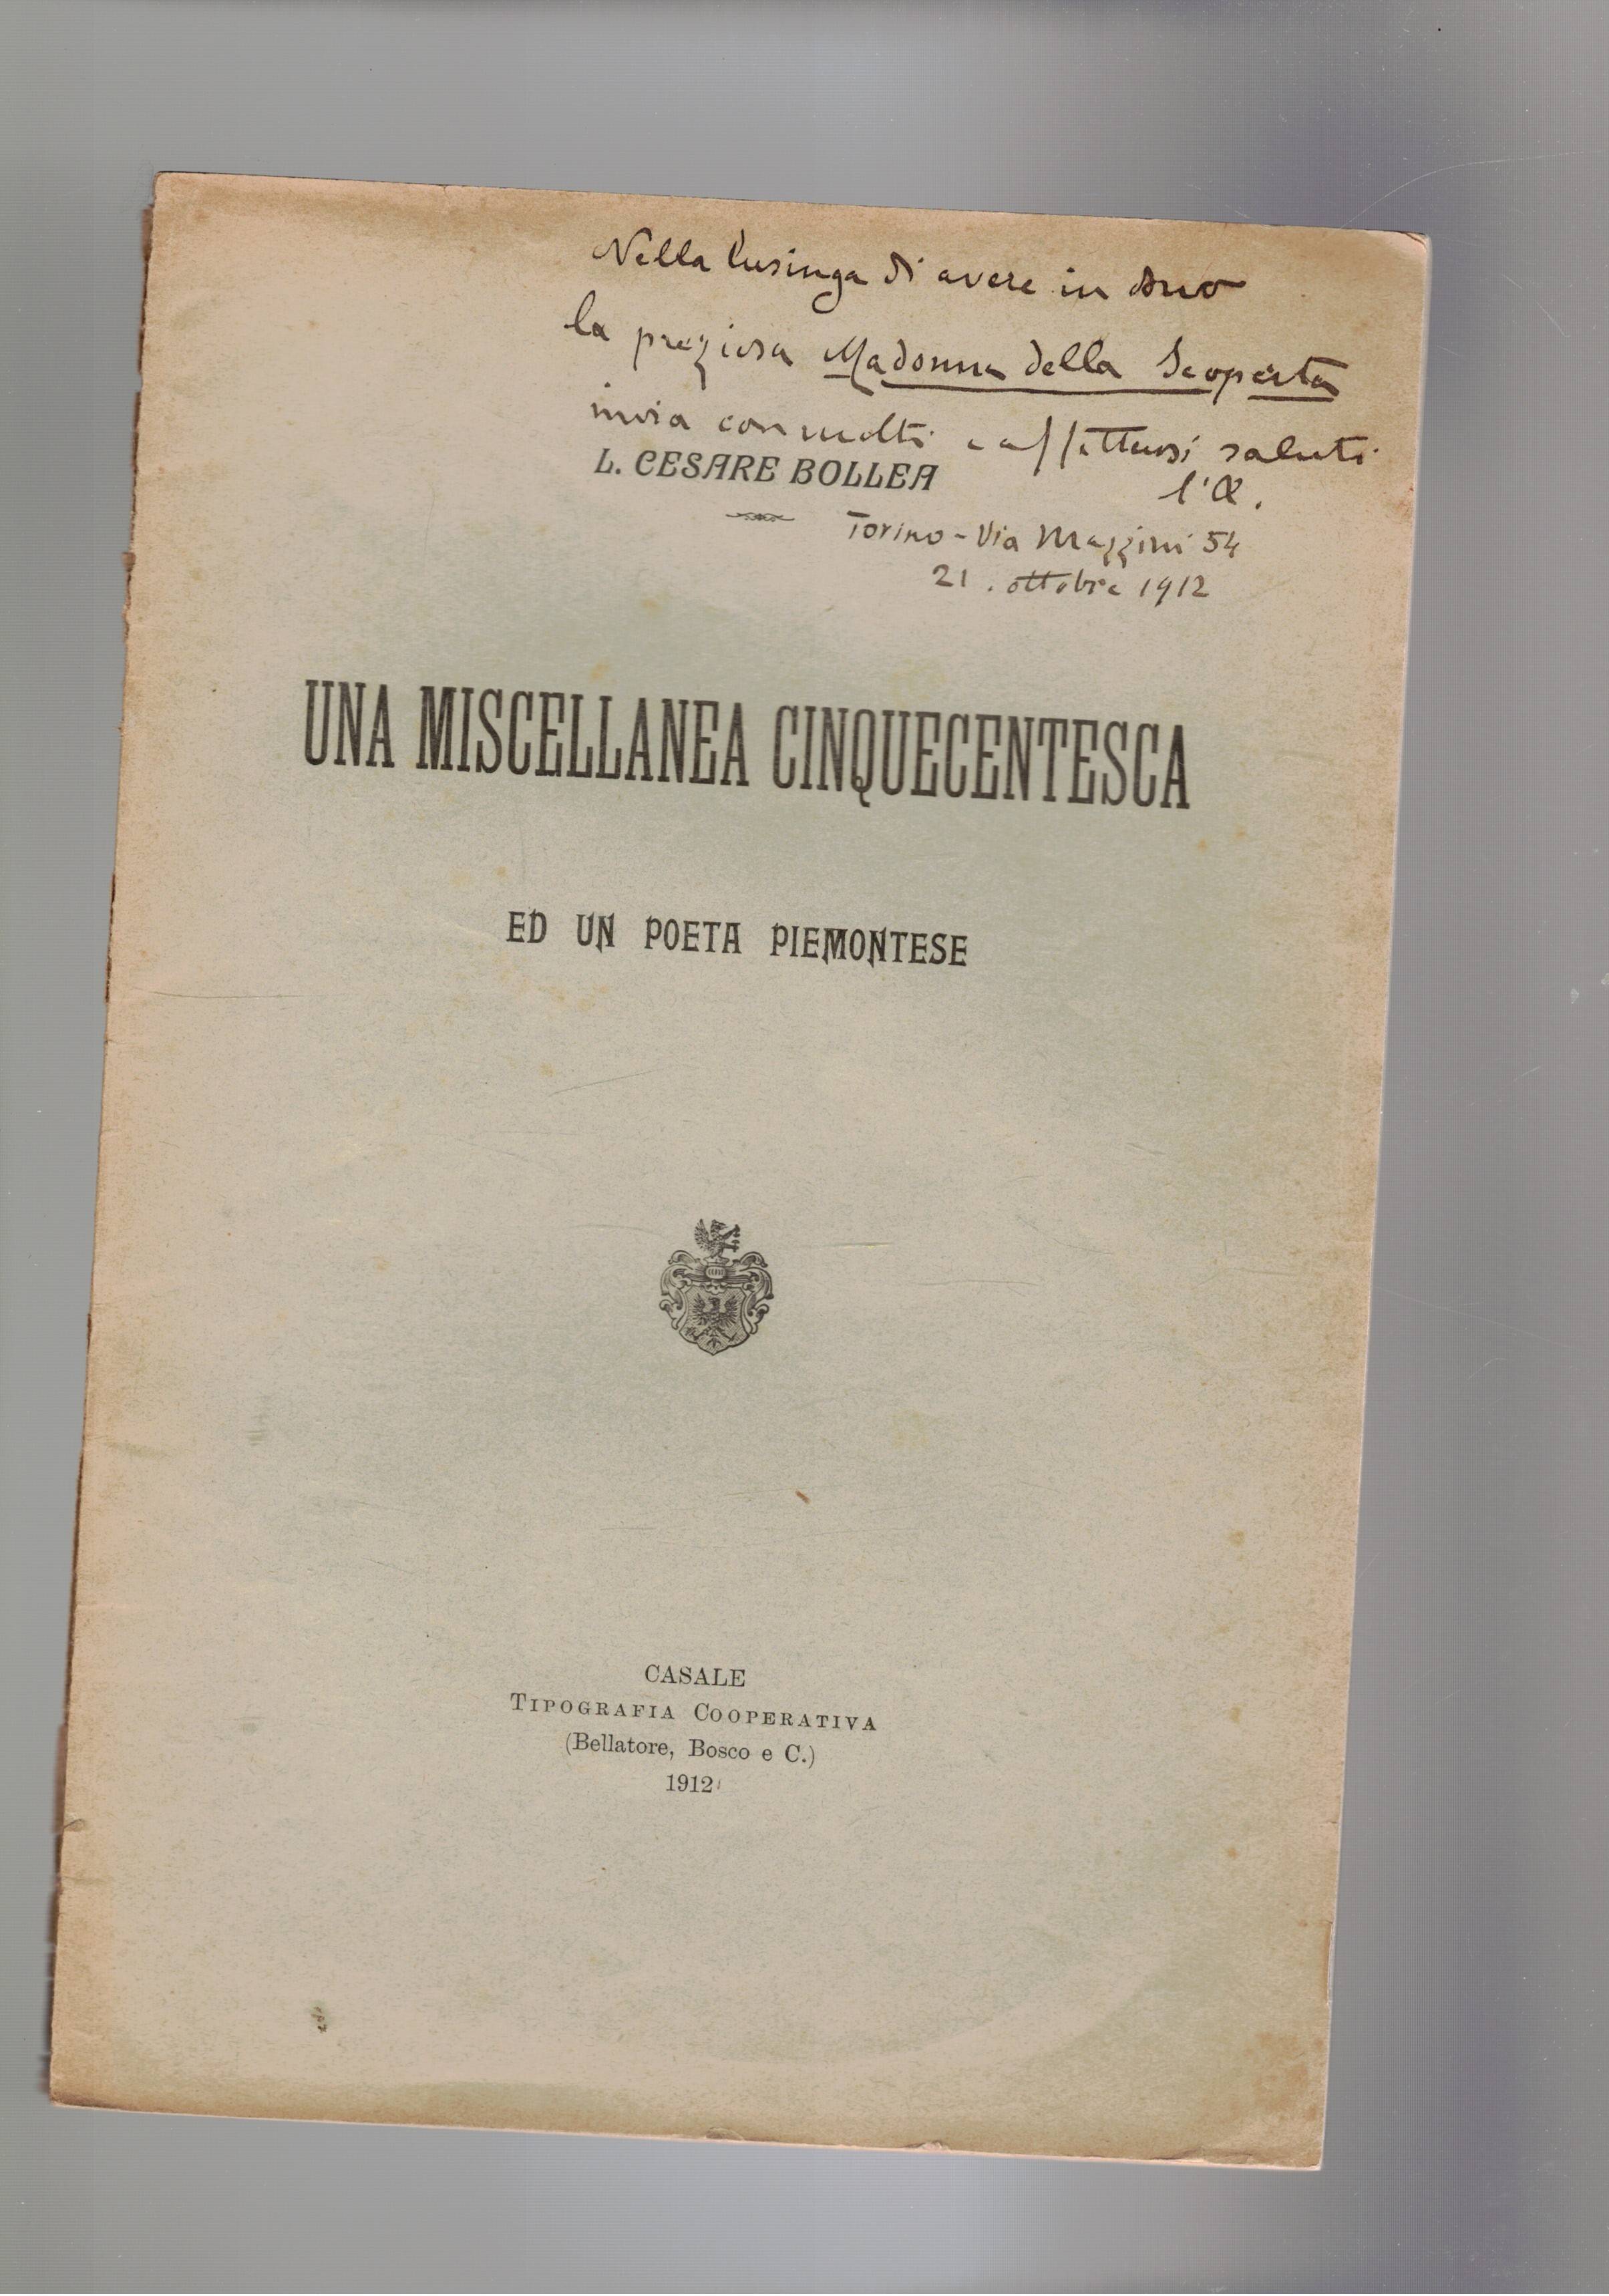 Nella lusinga di avere in dono
la preziosa Madonna della Scoperta
invia con molti e affettuosi saluti
L. CESARE BOLLEA
l'A.
Torino - Via Mazzini 54
21. ottobre 1912
UNA MISCELLANEA CINQUECENTESCA
ED UN POETA PIEMONTESE
CASALE
TIPOGRAFIA COOPERATIVA
(Bellatore, Bosco e C.)
1912